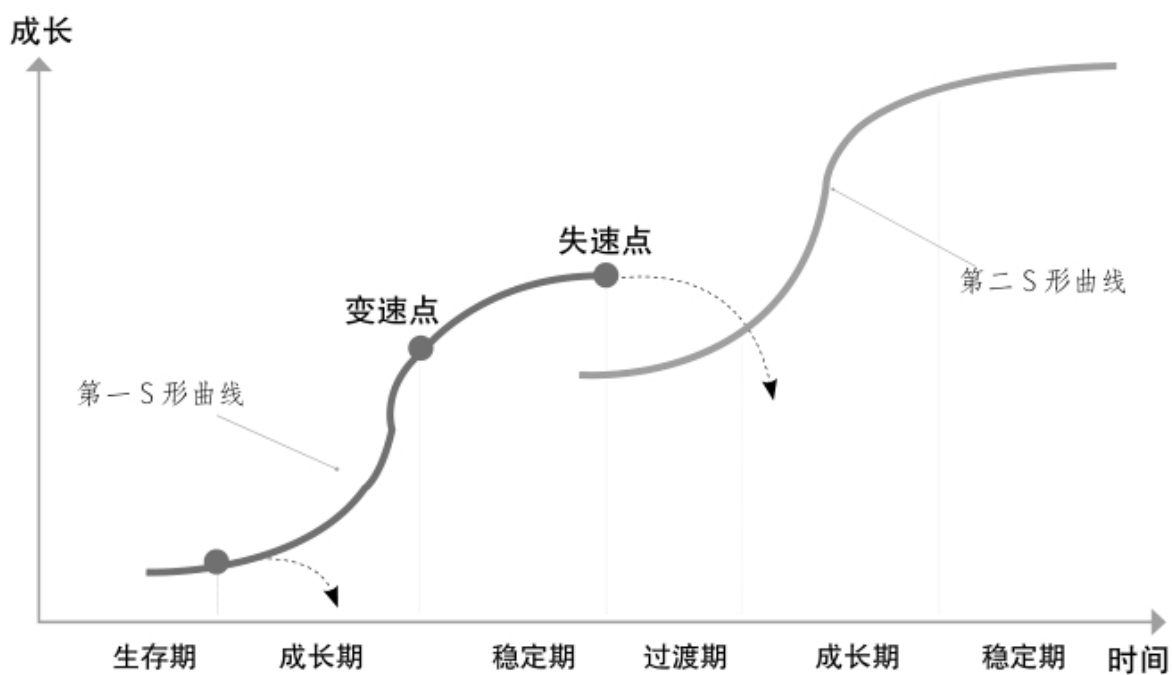 成长
失速点
第二S形曲线
变速点
第一S形曲线
生存期 成长期 稳定期 过渡期 成长期 稳定期 时间